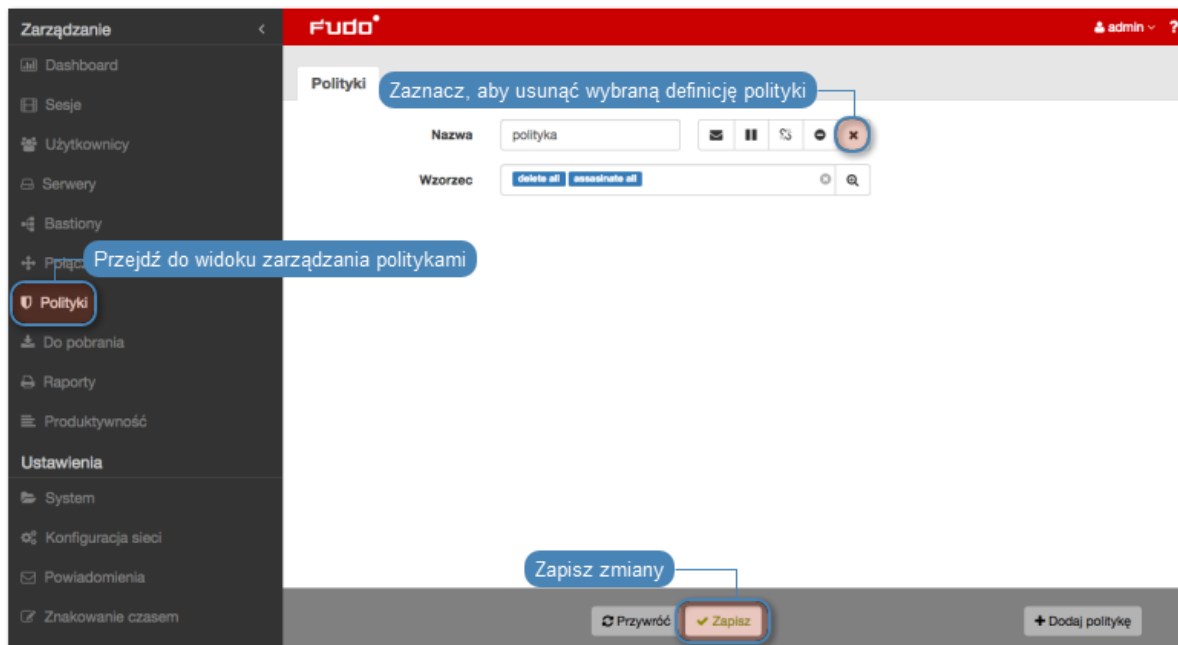 Zarządzanie
FUDO
admin
?
Dashboard
Polityki
Zaznacz, aby usunąć wybraną definicję polityki
Sesje
Nazwa
polityka
Użytkownicy
Wzorzec
delete all
assasinate all
Serwery
Bastiony
Przejdź do widoku zarządzania politykami
Polityki
Do pobrania
Raporty
Produktywność
Ustawienia
System
Konfiguracja sieci
Zapisz zmiany
Powiadomienia
Znakowanie czasem
Przywróć
Zapisz
Dodaj politykę